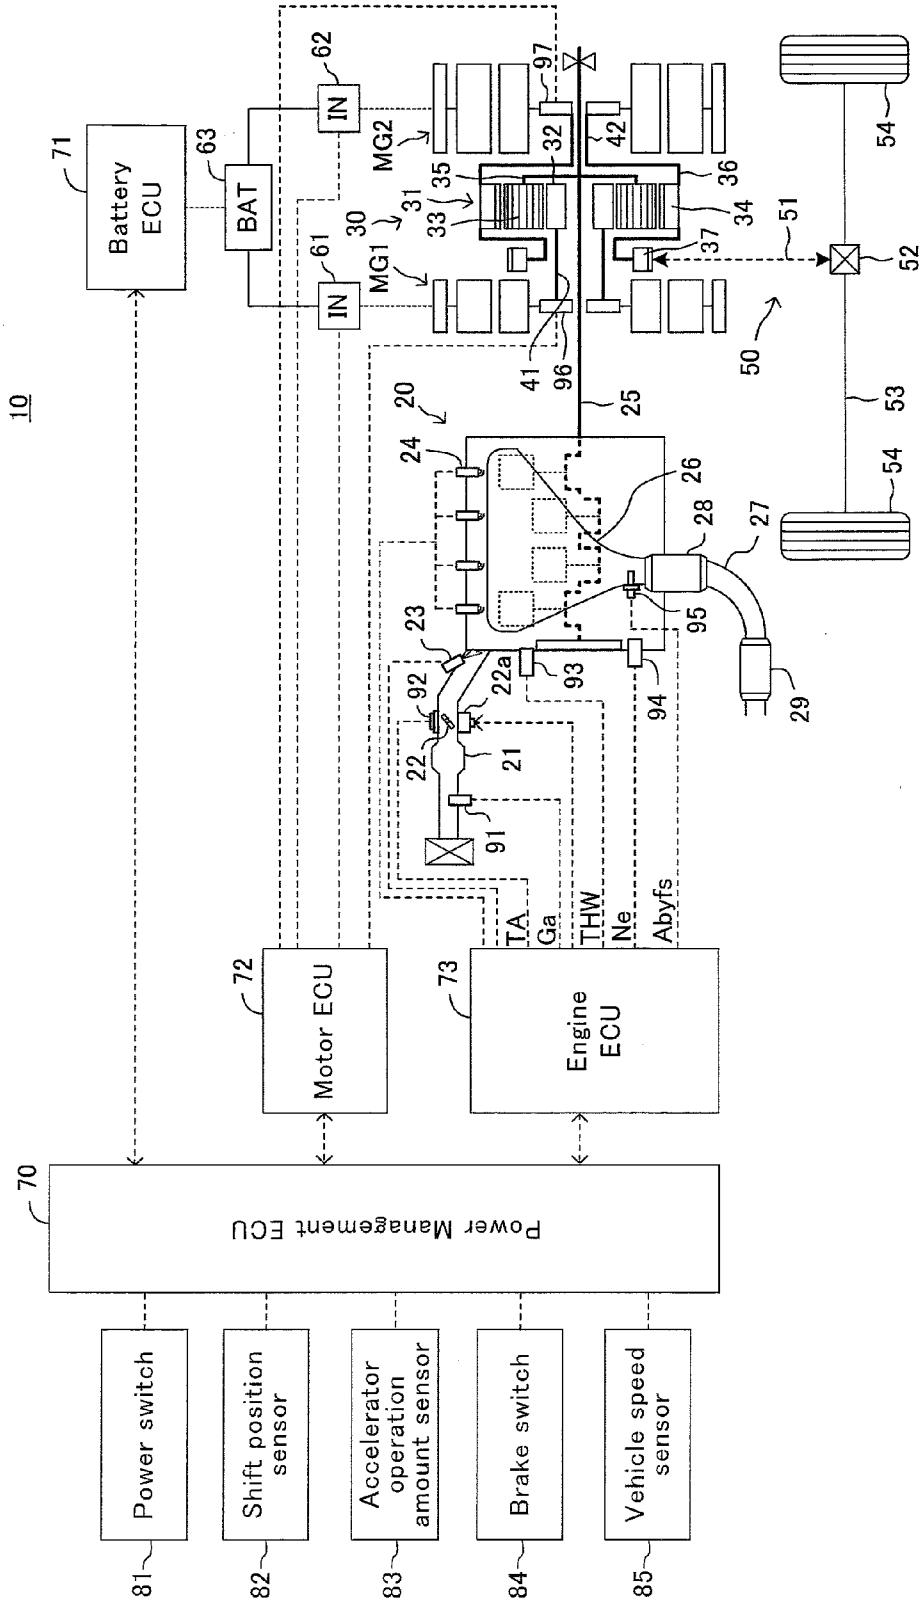 10
71
Battery
ECU
63
BAT
61
IN
62
IN
MG1
MG2
30
31
33
35
32
97
42
36
34
37
51
52
50
53
54
54
41
96
25
20
24
26
28
27
29
95
94
93
23
22a
92
22
21
91
TA
Ga
THW
Ne
Abyfs
72
Motor ECU
73
Engine
ECU
70
Power Management ECU
Power switch
81
Shift position
sensor
82
Accelerator
operation
amount sensor
83
Brake switch
84
Vehicle speed
sensor
85